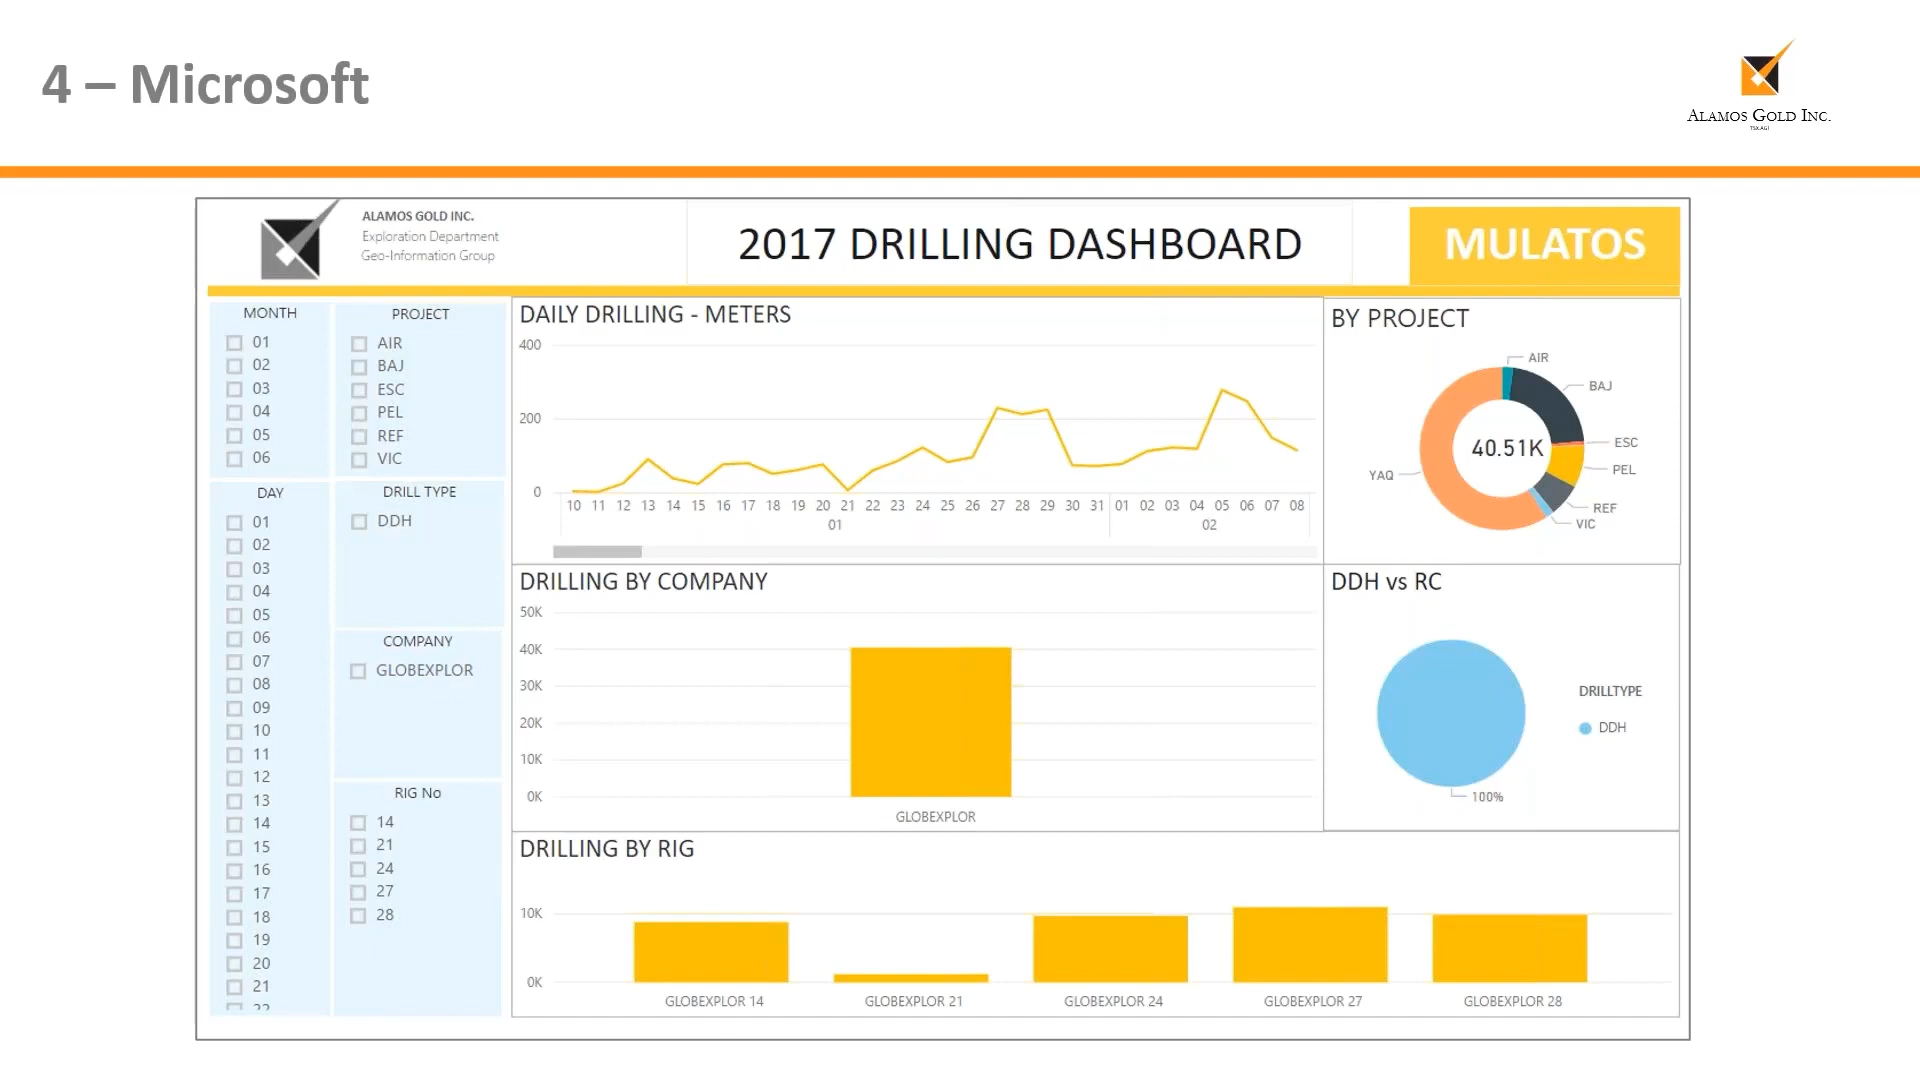 4 – Microsoft
ALAMOS GOLD INC.
TSX:AGI
ALAMOS GOLD INC.
Exploration Department
Geo-Information Group
2017 DRILLING DASHBOARD
MULATOS
MONTH
01
02
03
04
05
06
PROJECT
AIR
BAJ
ESC
PEL
REF
VIC
DAY
01
02
03
04
05
06
07
08
09
10
11
12
13
14
15
16
17
18
19
20
21
22
DRILL TYPE
DDH
COMPANY
GLOBEXPLOR
RIG No
14
21
24
27
28
DAILY DRILLING - METERS
400
200
0
10 11 12 13 14 15 16 17 18 19 20 21 22 23 24 25 26 27 28 29 30 31 01 02 03 04 05 06 07 08
01 02
BY PROJECT
AIR
BAJ
ESC
PEL
REF
VIC
YAQ
40.51K
DRILLING BY COMPANY
50K
40K
30K
20K
10K
0K
GLOBEXPLOR
DDH vs RC
DRILLTYPE
DDH
100%
DRILLING BY RIG
10K
0K
GLOBEXPLOR 14 GLOBEXPLOR 21 GLOBEXPLOR 24 GLOBEXPLOR 27 GLOBEXPLOR 28